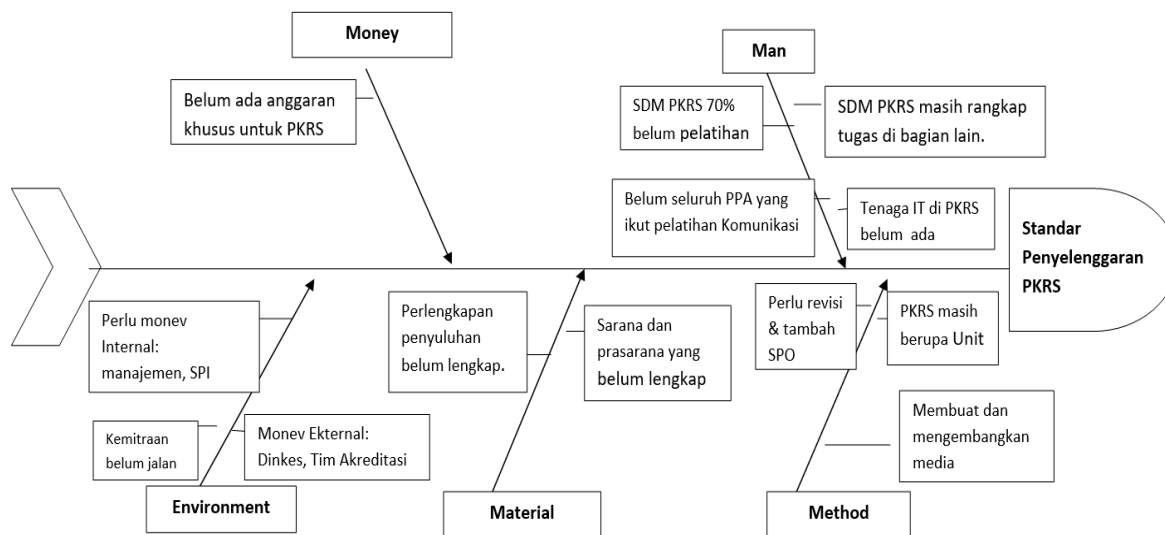 Money
Man
Belum ada anggaran
khusus untuk PKRS
SDM PKRS 70%
belum pelatihan
SDM PKRS masih rangkap
tugas di bagian lain.
Belum seluruh PPA yang
ikut pelatihan Komunikasi
Tenaga IT di PKRS
belum ada
Standar
Penyelenggaran
PKRS
Perlu monev
Internal:
manajemen, SPI
Perlengkapan
penyuluhan
belum lengkap.
Sarana dan
prasarana yang
belum lengkap
Perlu revisi
& tambah
SPO
PKRS masih
berupa Unit
Kemitraan
belum jalan
Monev Ekternal:
Dinkes, Tim Akreditasi
Membuat dan
mengembangkan
media
Environment
Material
Method